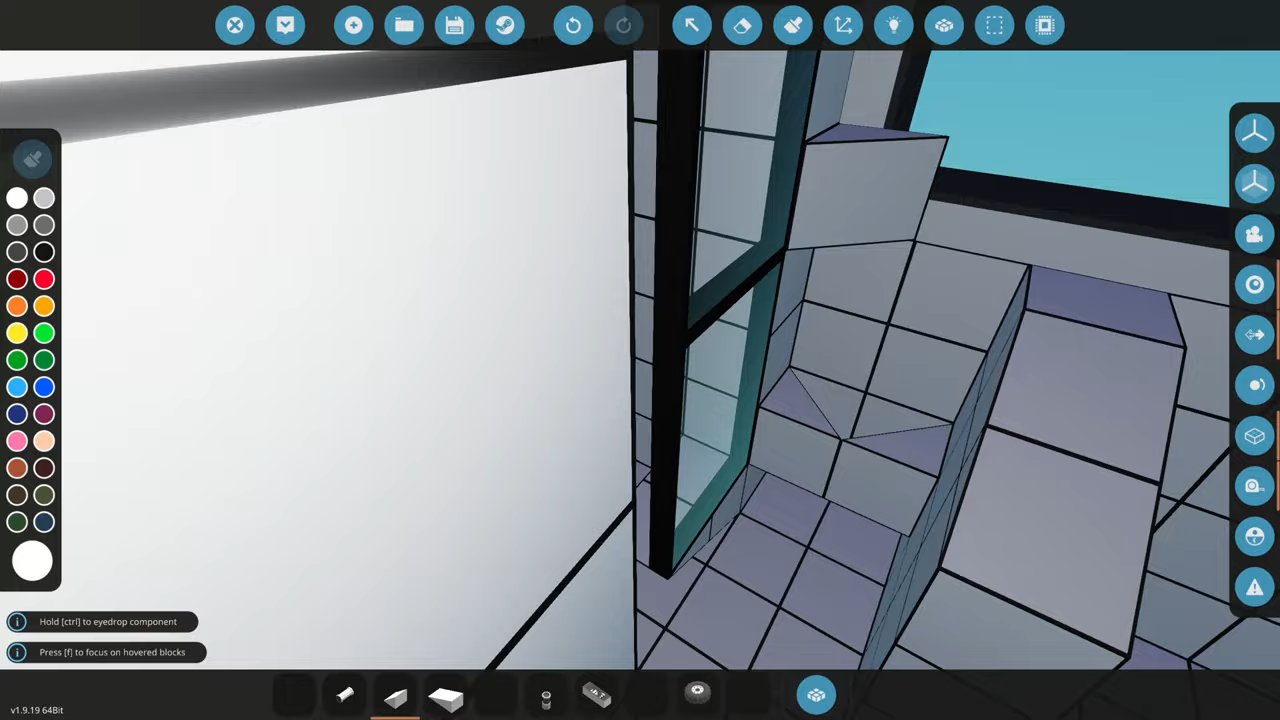 Hold [ctrl] to eyedrop component
Press [f] to focus on hovered blocks
v1.9.19 64Bit